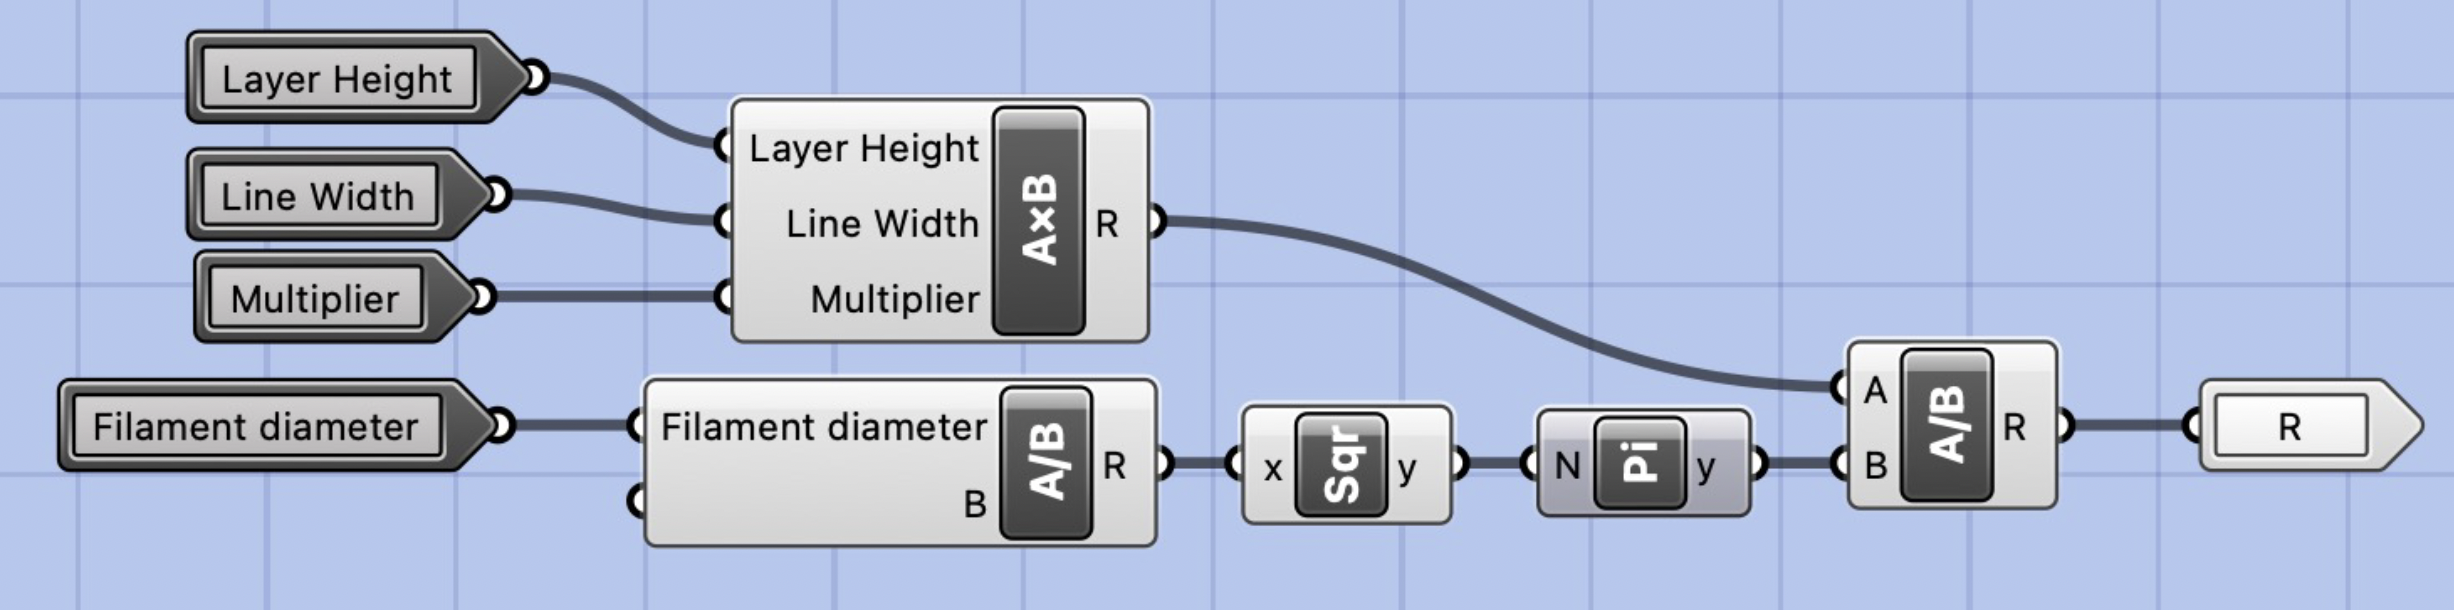 Layer Height
Line Width
Multiplier
Filament diameter
Layer Height
Line Width
Multiplier
A×B
R
Filament diameter
B
A/B
R
x
Sqr
y
N
Pi
y
A
B
A/B
R
R